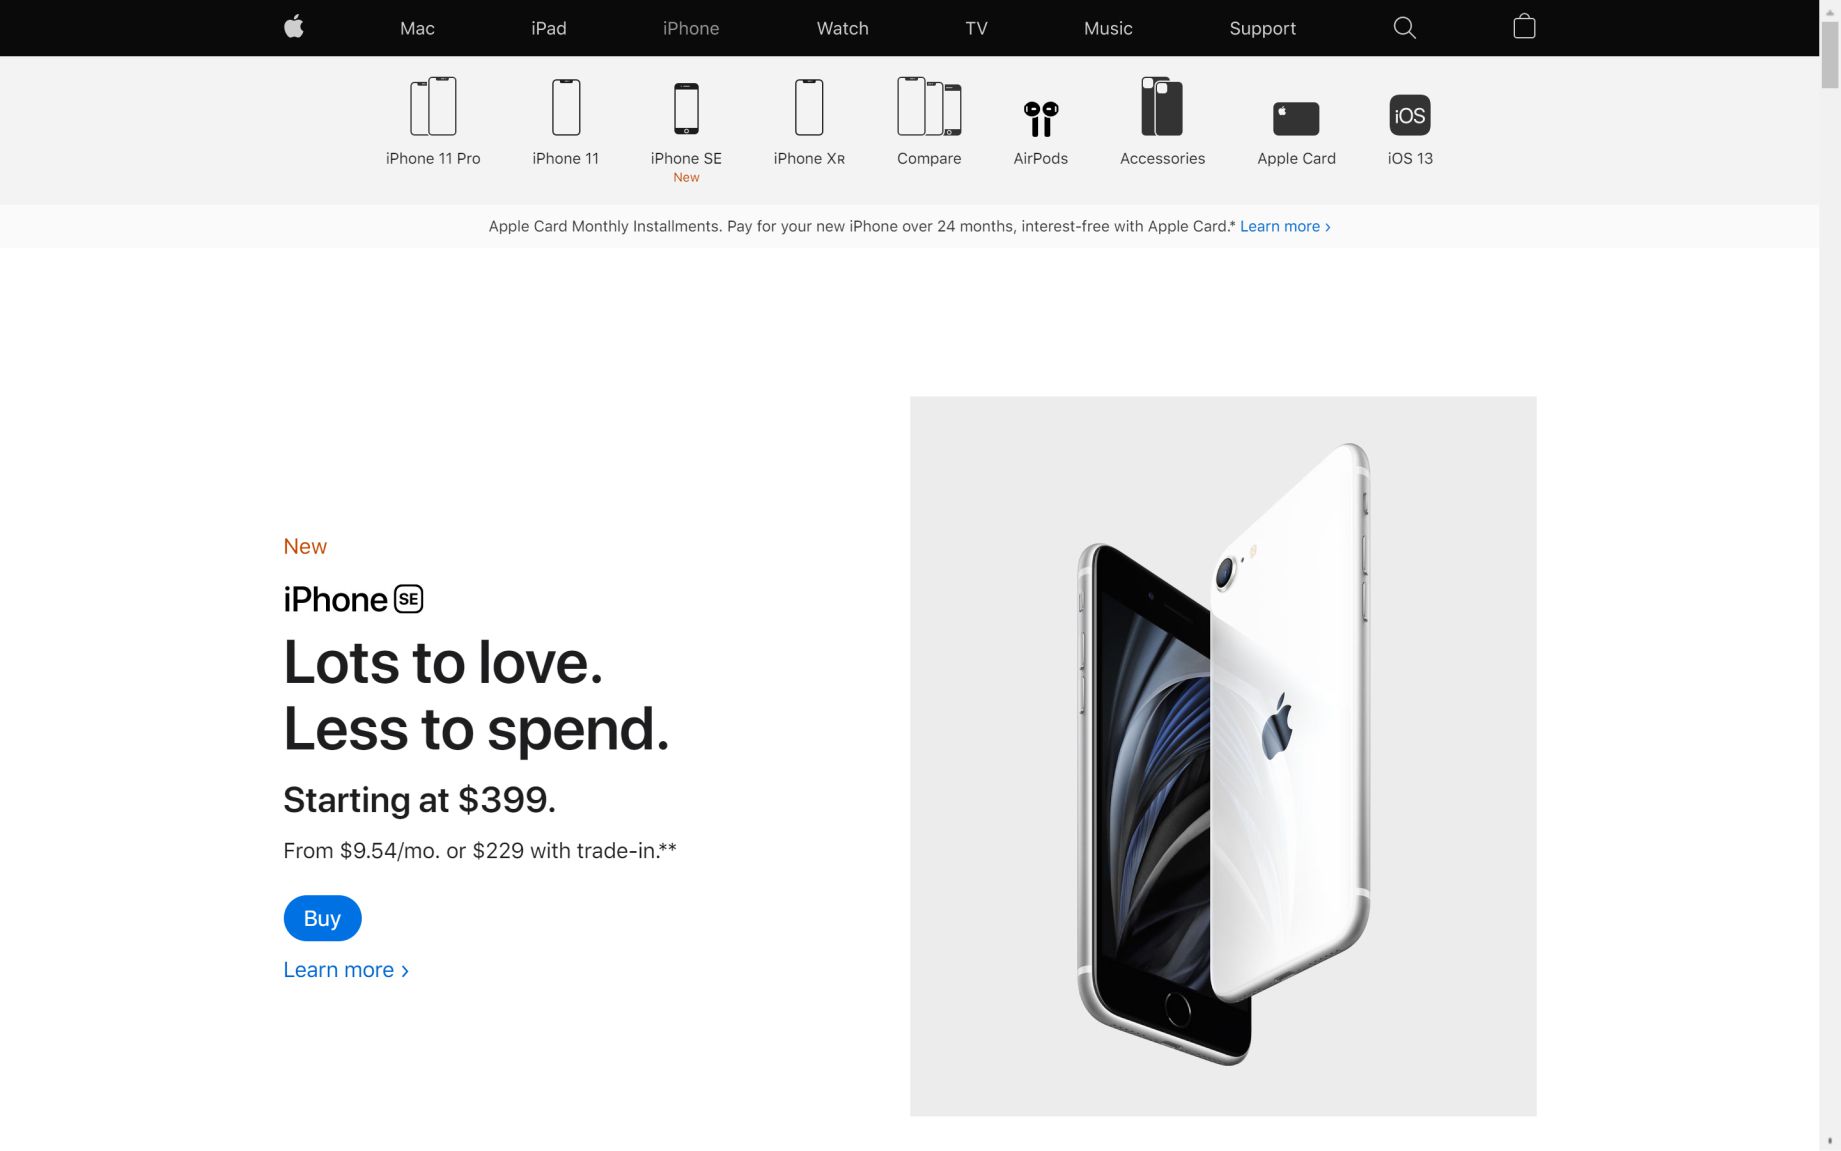 Mac iPad iPhone Watch TV Music Support
iPhone 11 Pro iPhone 11 iPhone SE iPhone XR Compare AirPods Accessories Apple Card iOS iOS 13
New
Apple Card Monthly Installments. Pay for your new iPhone over 24 months, interest-free with Apple Card.* Learn more ›
New
iPhone SE
Lots to love.
Less to spend.
Starting at $399.
From $9.54/mo. or $229 with trade-in.**
Buy
Learn more ›